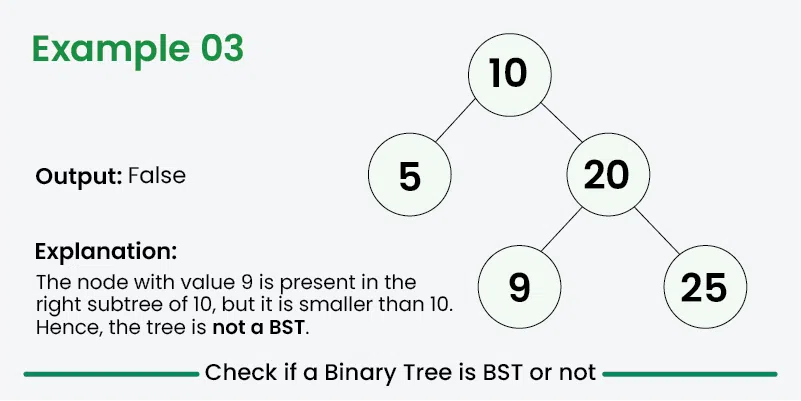 Example 03
10
5
20
Output: False
Explanation:
The node with value 9 is present in the
right subtree of 10, but it is smaller than 10.
Hence, the tree is not a BST.
9
25
Check if a Binary Tree is BST or not